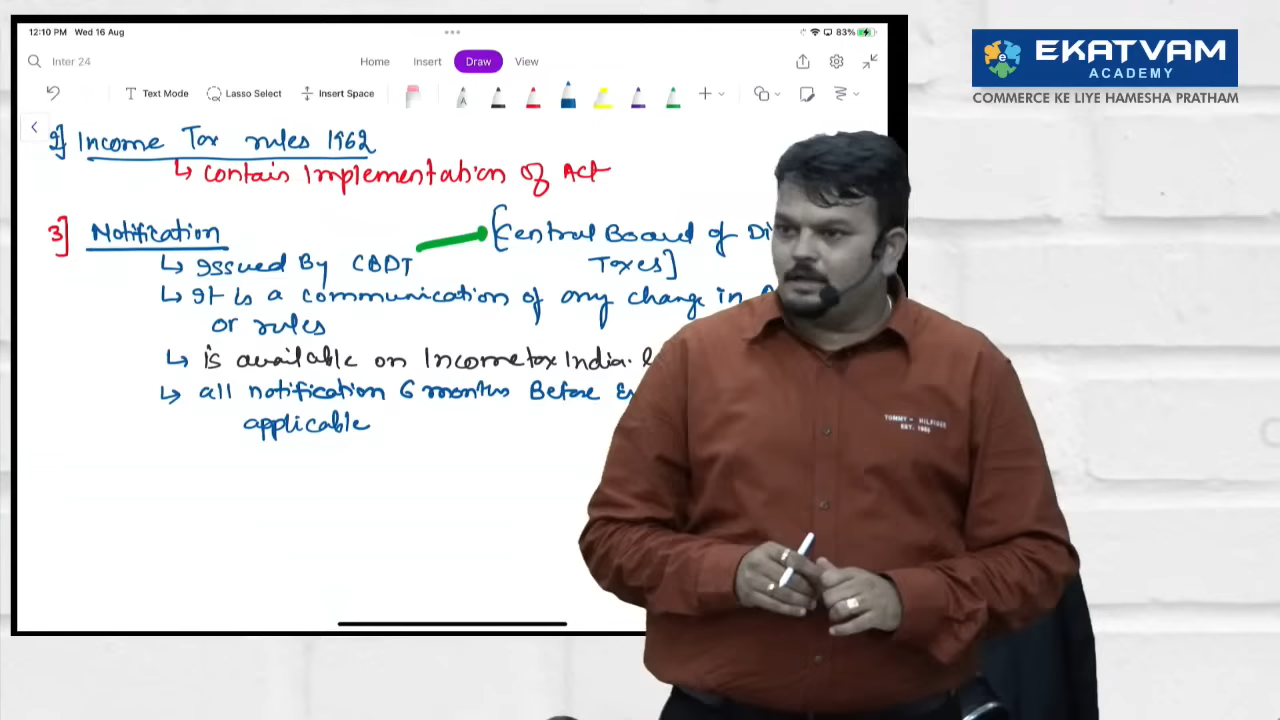 12:10 PM Wed 16 Aug
83%
Inter 24
Home Insert Draw View
Text Mode Lasso Select Insert Space
2] Income Tax rules 1962
↳ contain Implementation of Act
3] Notification
[Central Board of Di
↳ Issued By CBDT
Taxes]
↳ It is a communication of any change in
or rules
↳ is available on Incometax India.
↳ all notification 6 months Before
applicable
EKATVAM
ACADEMY
COMMERCE KE LIYE HAMESHA PRATHAM
TOMMY HILFIGER